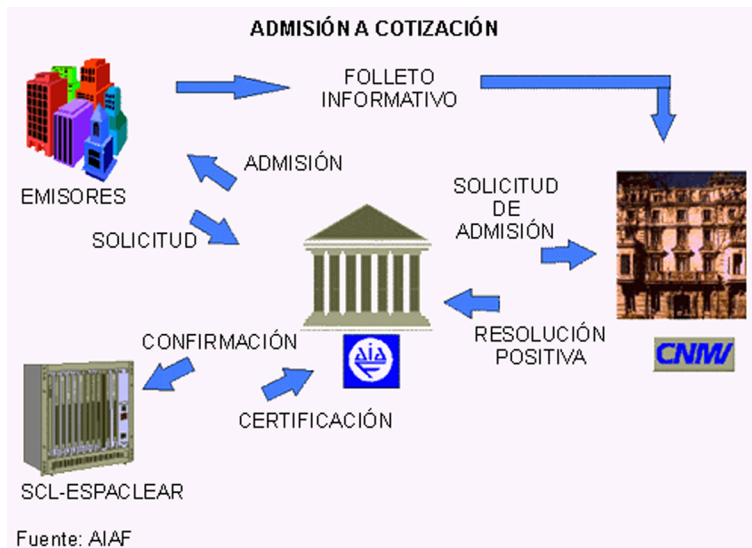 ADMISIÓN A COTIZACIÓN
FOLLETO
INFORMATIVO
EMISORES
ADMISIÓN
SOLICITUD
SOLICITUD
DE
ADMISIÓN
RESOLUCIÓN
POSITIVA
CNMV
CONFIRMACIÓN
AIAF
CERTIFICACIÓN
SCL-ESPACLEAR
Fuente: AIAF